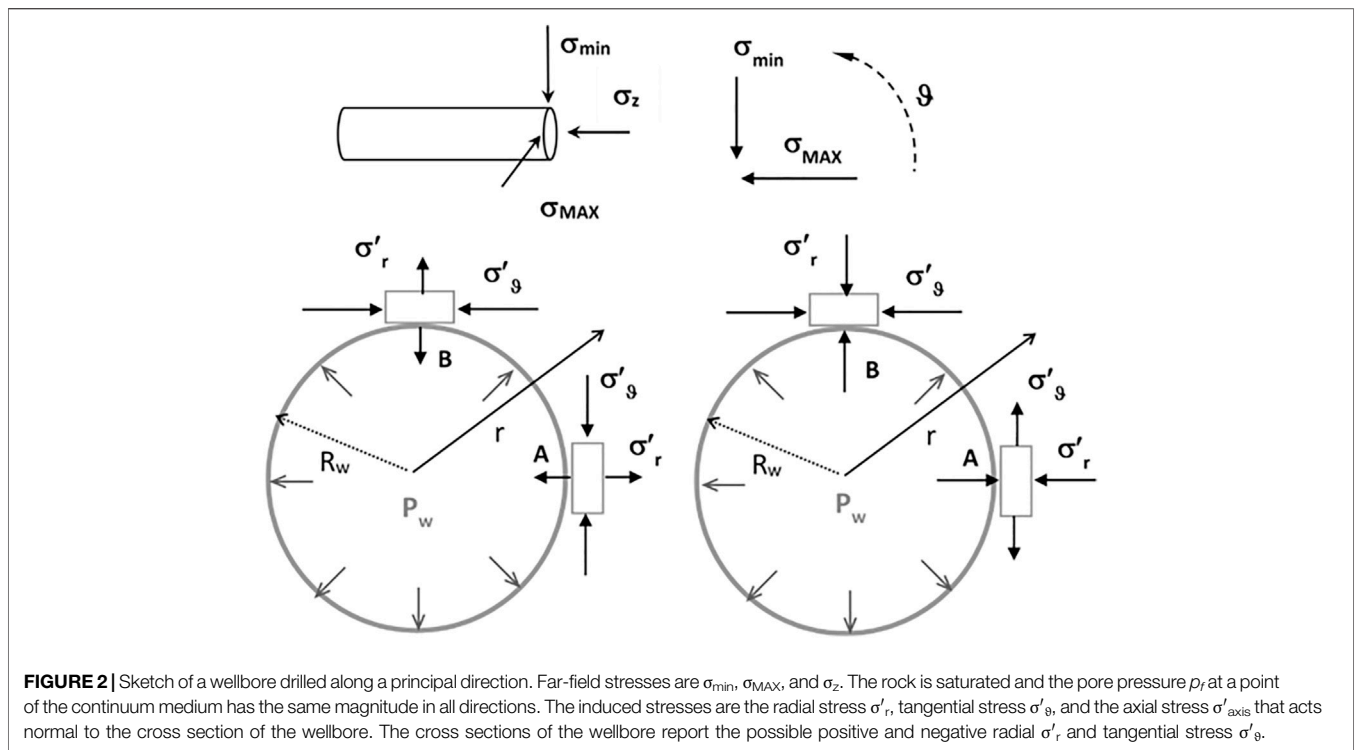 σmin
σz
σMAX
σmin
ϑ
σMAX
σ′r
σ′ϑ
B
σ′ϑ
r
A
σ′r
Rw
Pw
σ′r
σ′ϑ
B
σ′ϑ
r
A
σ′r
Rw
Pw
FIGURE 2 | Sketch of a wellbore drilled along a principal direction. Far-field stresses are σmin, σMAX, and σz. The rock is saturated and the pore pressure pf at a point
of the continuum medium has the same magnitude in all directions. The induced stresses are the radial stress σ′r, tangential stress σ′ϑ, and the axial stress σ′axis that acts
normal to the cross section of the wellbore. The cross sections of the wellbore report the possible positive and negative radial σ′r and tangential stress σ′ϑ.